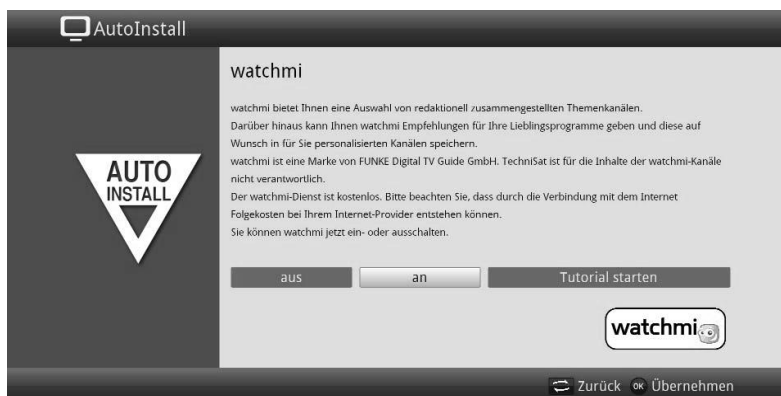 AutoInstall
watchmi
watchmi bietet Ihnen eine Auswahl von redaktionell zusammengestellten Themenkanälen.
Darüber hinaus kann Ihnen watchmi Empfehlungen für Ihre Lieblingsprogramme geben und diese auf
Wunsch in für Sie personalisierten Kanälen speichern.
watchmi ist eine Marke von FUNKE Digital TV Guide GmbH. TechniSat ist für die Inhalte der watchmi-Kanäle
nicht verantwortlich.
Der watchmi-Dienst ist kostenlos. Bitte beachten Sie, dass durch die Verbindung mit dem Internet
Folgekosten bei Ihrem Internet-Provider entstehen können.
Sie können watchmi jetzt ein- oder ausschalten.
AUTO
INSTALL
aus an Tutorial starten
watchmi
Zurück OK Übernehmen